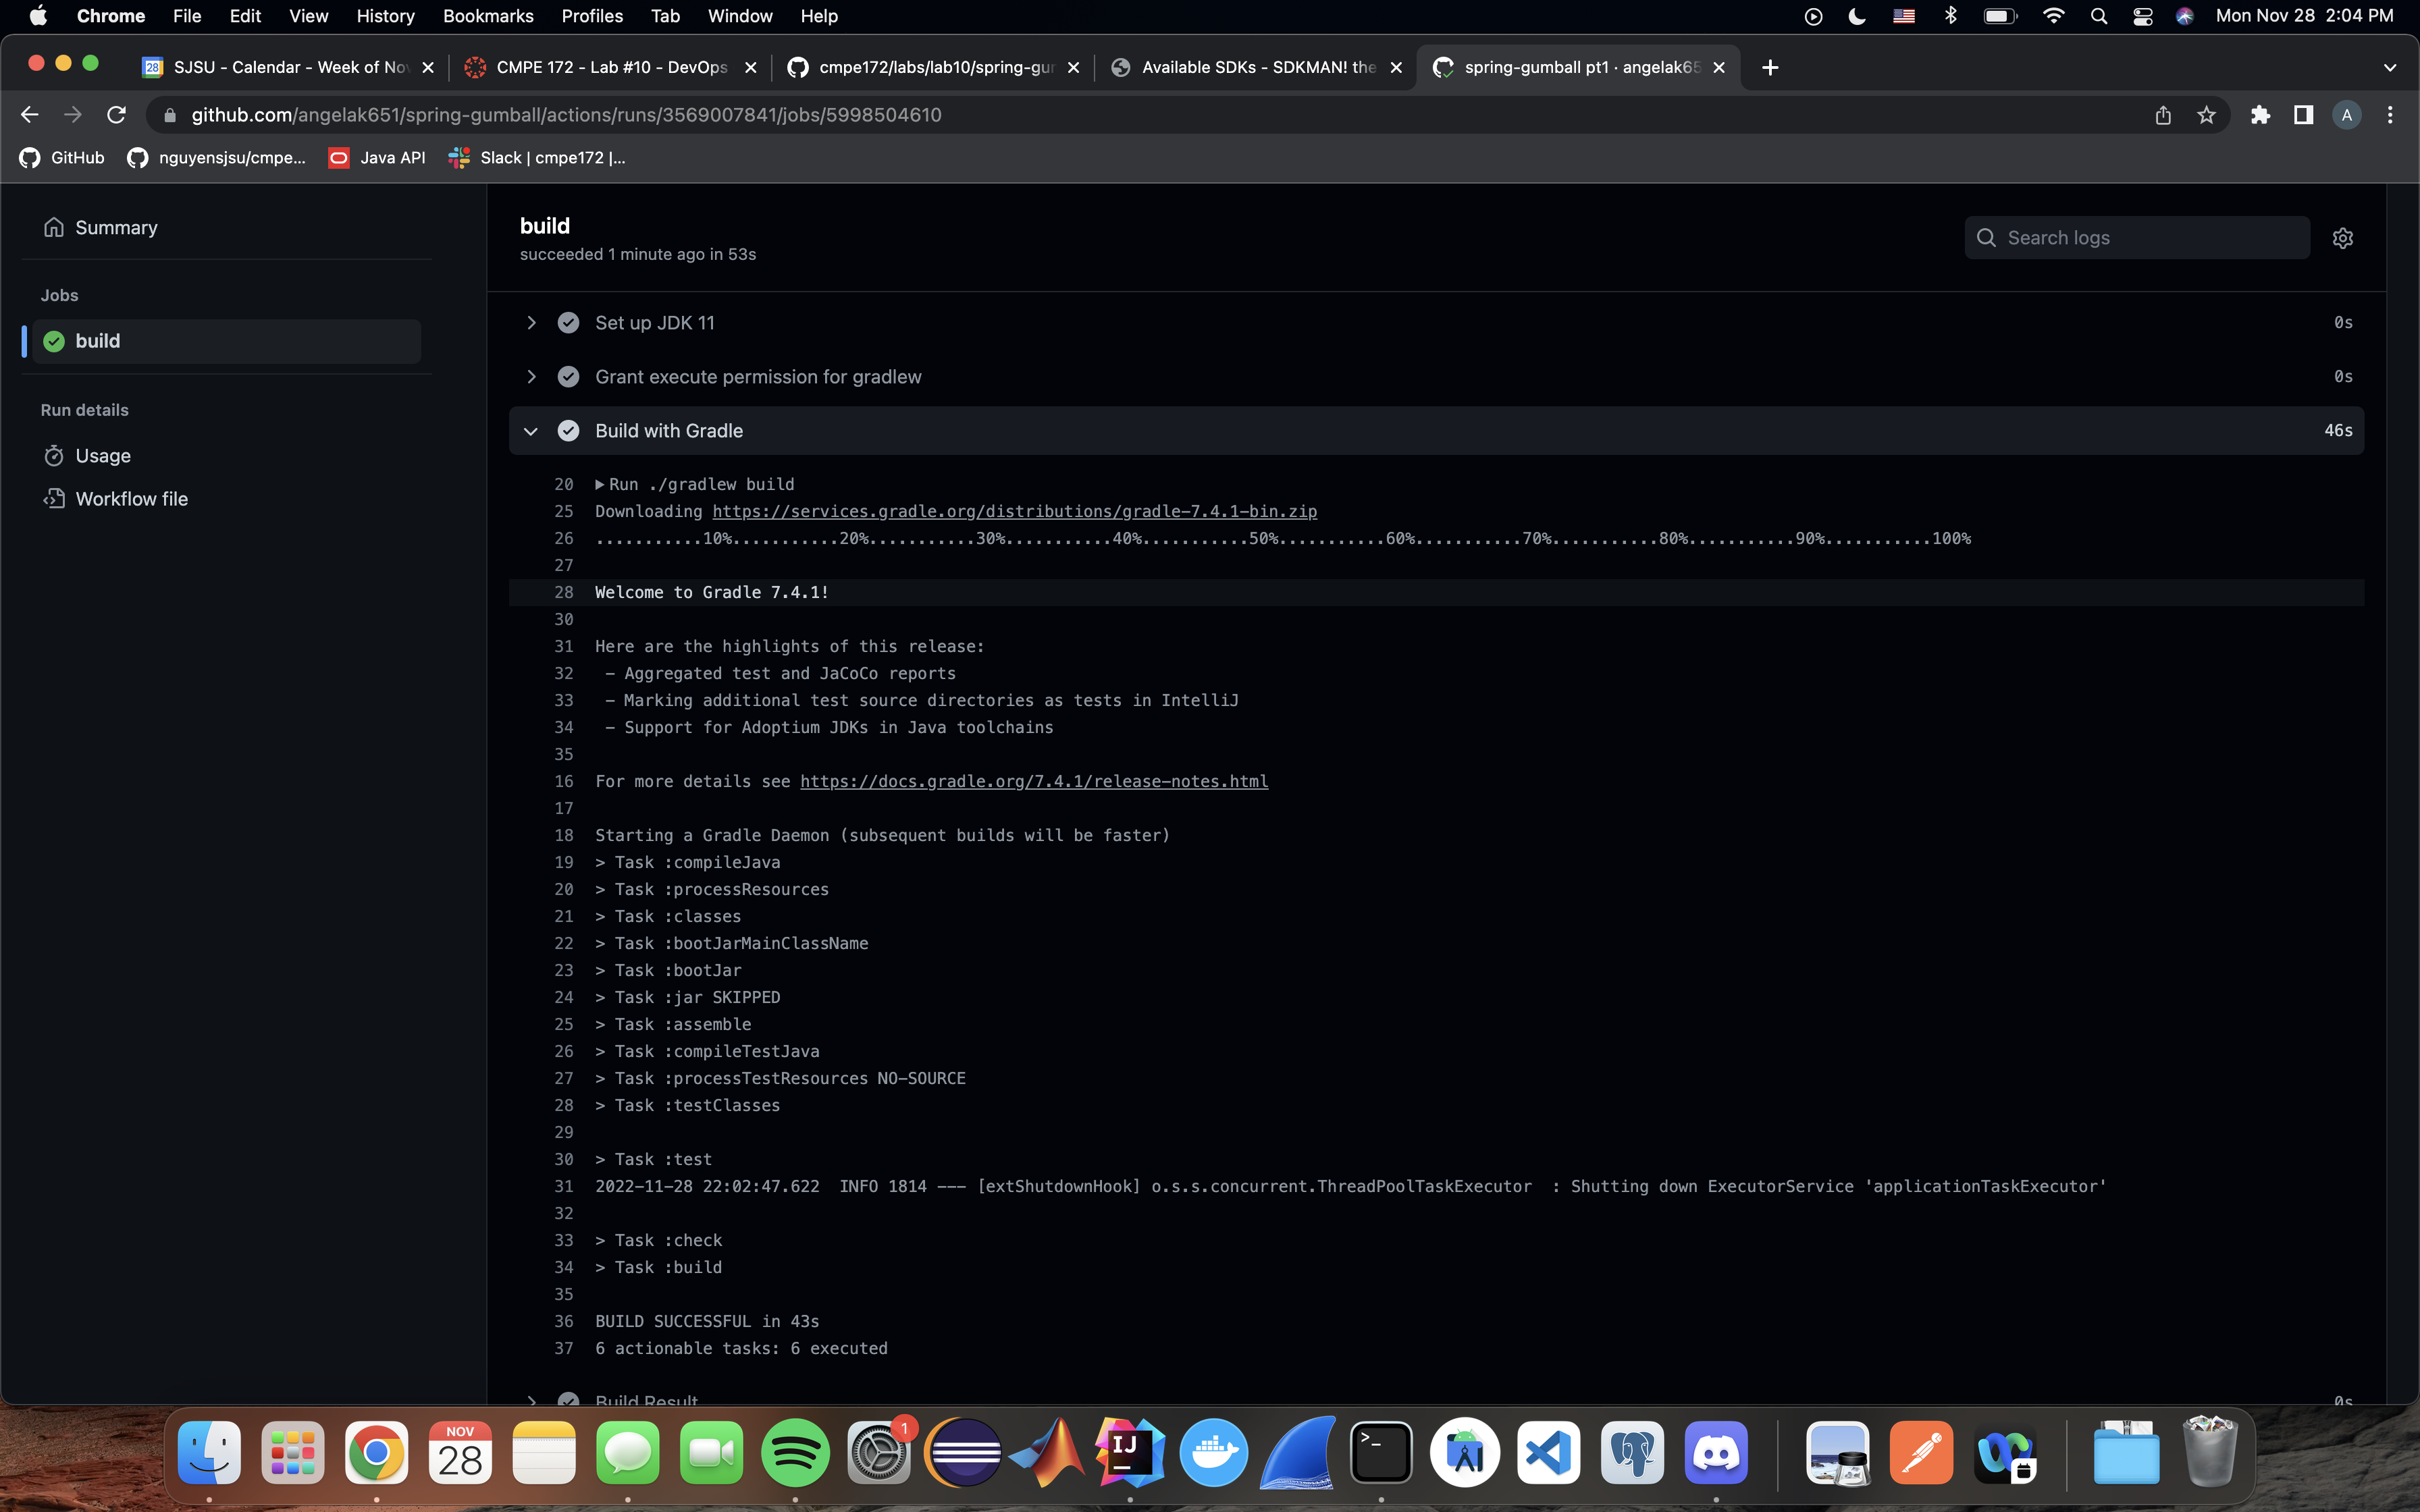 Chrome File Edit View History Bookmarks Profiles Tab Window Help Mon Nov 28 2:04 PM
28 SJSU - Calendar - Week of Nov CMPE 172 - Lab #10 - DevOps cmpe172/labs/lab10/spring-gum Available SDKs - SDKMAN! the spring-gumball pt1 · angelak65
github.com/angelak651/spring-gumball/actions/runs/3569007841/jobs/5998504610 A
GitHub nguyensjsu/cmpe... Java API Slack | cmpe172 |...
Summary
Jobs
build
Run details
Usage
Workflow file
build
succeeded 1 minute ago in 53s
Search logs
Set up JDK 11 0s
Grant execute permission for gradlew 0s
Build with Gradle 46s
20 Run ./gradlew build
25 Downloading https://services.gradle.org/distributions/gradle-7.4.1-bin.zip
26 ...........10%...........20%...........30%...........40%...........50%...........60%...........70%...........80%...........90%...........100%
27
28 Welcome to Gradle 7.4.1!
30
31 Here are the highlights of this release:
32 - Aggregated test and JaCoCo reports
33 - Marking additional test source directories as tests in IntelliJ
34 - Support for Adoptium JDKs in Java toolchains
35
16 For more details see https://docs.gradle.org/7.4.1/release-notes.html
17
18 Starting a Gradle Daemon (subsequent builds will be faster)
19 > Task :compileJava
20 > Task :processResources
21 > Task :classes
22 > Task :bootJarMainClassName
23 > Task :bootJar
24 > Task :jar SKIPPED
25 > Task :assemble
26 > Task :compileTestJava
27 > Task :processTestResources NO-SOURCE
28 > Task :testClasses
29
30 > Task :test
31 2022-11-28 22:02:47.622 INFO 1814 --- [extShutdownHook] o.s.s.concurrent.ThreadPoolTaskExecutor : Shutting down ExecutorService 'applicationTaskExecutor'
32
33 > Task :check
34 > Task :build
35
36 BUILD SUCCESSFUL in 43s
37 6 actionable tasks: 6 executed
Build Result 0s
NOV
28
1
IJ
>_